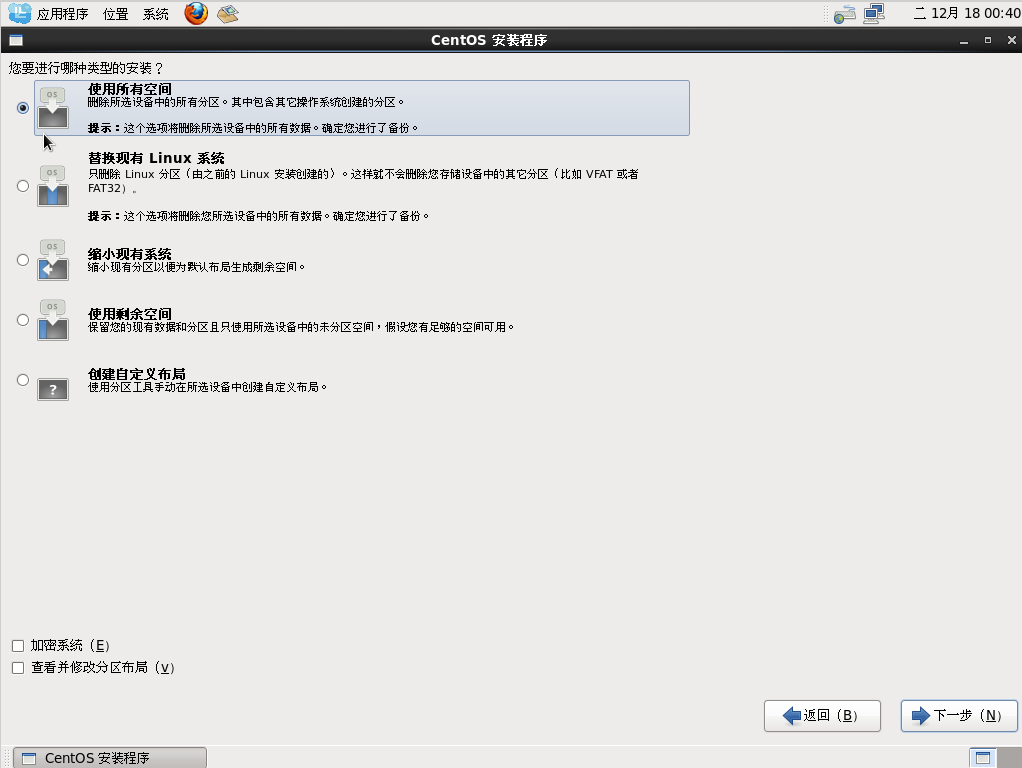 应用程序 位置 系统 二 12月 18 00:40
CentOS 安装程序
您要进行哪种类型的安装？
OS
使用所有空间
删除所选设备中的所有分区。其中包含其它操作系统创建的分区。
提示：这个选项将删除所选设备中的所有数据。确定您进行了备份。
OS
替换现有 Linux 系统
只删除 Linux 分区（由之前的 Linux 安装创建的）。这样就不会删除您存储设备中的其它分区（比如 VFAT 或者
FAT32）。
提示：这个选项将删除您所选设备中的所有数据。确定您进行了备份。
OS
缩小现有系统
缩小现有分区以便为默认布局生成剩余空间。
OS
使用剩余空间
保留您的现有数据和分区且只使用所选设备中的未分区空间，假设您有足够的空间可用。
?
创建自定义布局
使用分区工具手动在所选设备中创建自定义布局。
加密系统（E）
查看并修改分区布局（v）
返回（B） 下一步（N）
CentOS 安装程序